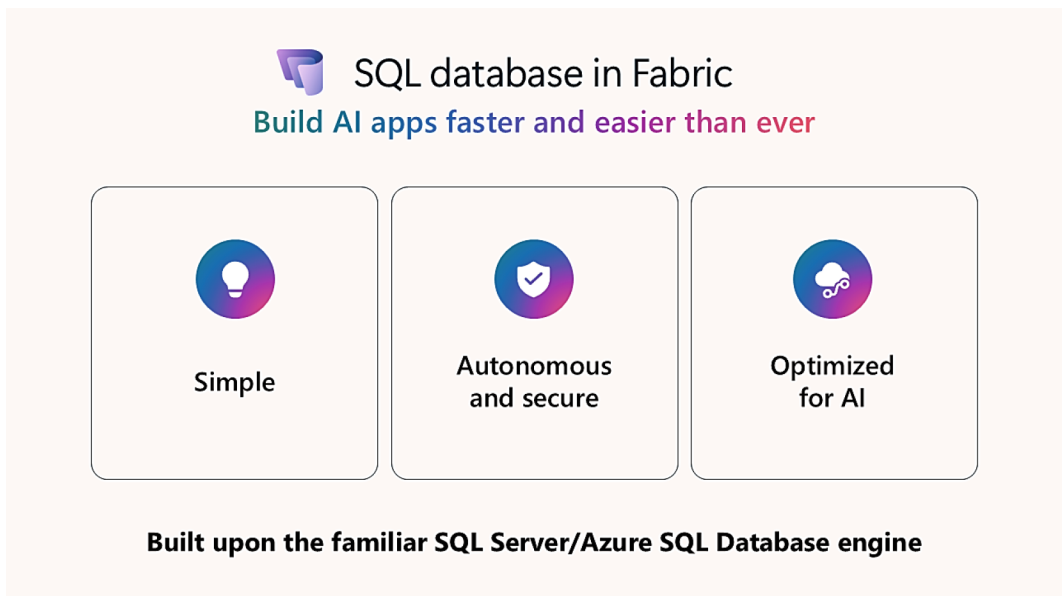 SQL database in Fabric
Build AI apps faster and easier than ever
Simple
Autonomous
and secure
Optimized
for AI
Built upon the familiar SQL Server/Azure SQL Database engine